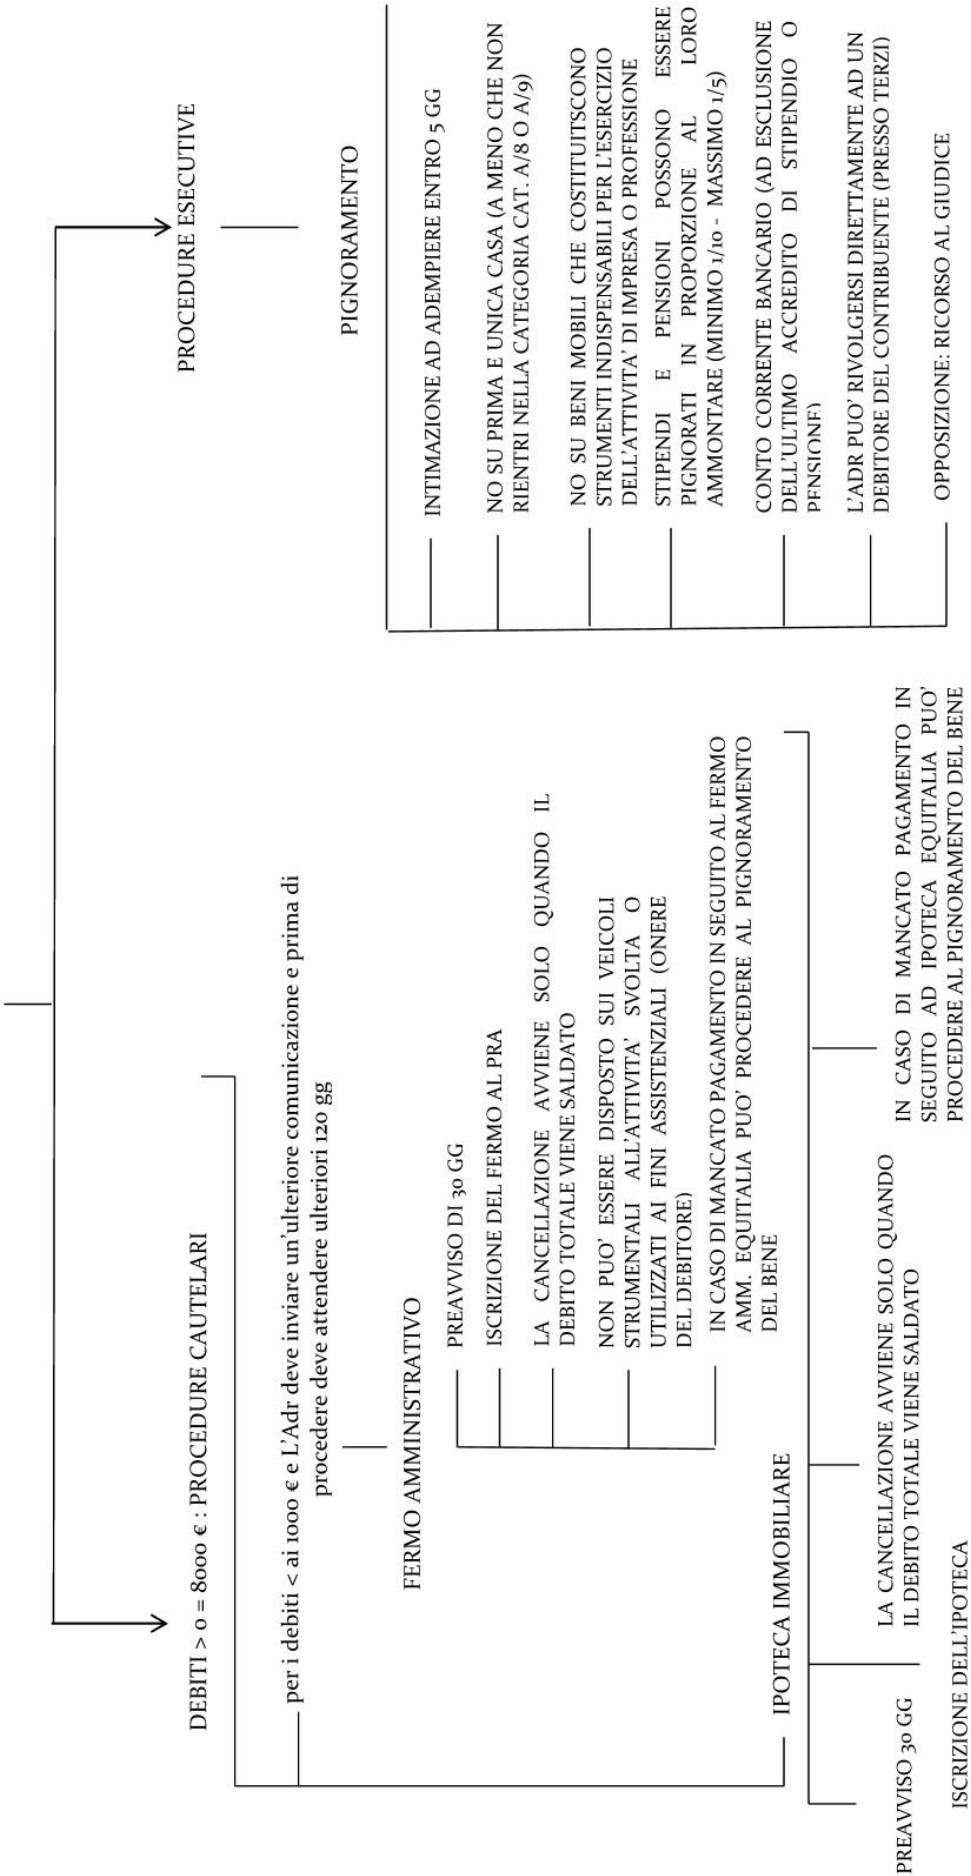 DEBITI > o = 8000 € : PROCEDURE CAUTELARI
per i debiti < ai 1000 € e L'Adr deve inviare un'ulteriore comunicazione e prima di
procedere deve attendere ulteriori 120 gg
FERMO AMMINISTRATIVO
PREAVVISO DI 30 GG
ISCRIZIONE DEL FERMO AL PRA
LA CANCELLAZIONE AVVIENE SOLO QUANDO IL
DEBITO TOTALE VIENE SALDATO
NON PUO' ESSERE DISPOSTO SUI VEICOLI
STRUMENTALI ALL'ATTIVITA' SVOLTA O
UTILIZZATI AI FINI ASSISTENZIALI (ONERE
DEL DEBITORE)
IN CASO DI MANCATO PAGAMENTO IN SEGUITO AL FERMO
AMM. EQUITALIA PUO' PROCEDERE AL PIGNORAMENTO
DEL BENE
IPOTECA IMMOBILIARE
PREAVVISO 30 GG
ISCRIZIONE DELL'IPOTECA
LA CANCELLAZIONE AVVIENE SOLO QUANDO
IL DEBITO TOTALE VIENE SALDATO
IN CASO DI MANCATO PAGAMENTO IN
SEGUITO AD IPOTECA EQUITALIA PUO'
PROCEDERE AL PIGNORAMENTO DEL BENE
PROCEDURE ESECUTIVE
PIGNORAMENTO
INTIMAZIONE AD ADEMPIERE ENTRO 5 GG
NO SU PRIMA E UNICA CASA (A MENO CHE NON
RIENTRI NELLA CATEGORIA CAT. A/8 O A/9)
NO SU BENI MOBILI CHE COSTITUITSCONO
STRUMENTI INDISPENSABILI PER L'ESERCIZIO
DELL'ATTIVITA' DI IMPRESA O PROFESSIONE
STIPENDI E PENSIONI POSSONO ESSERE
PIGNORATI IN PROPORZIONE AL LORO
AMMONTARE (MINIMO 1/10 - MASSIMO 1/5)
CONTO CORRENTE BANCARIO (AD ESCLUSIONE
DELL'ULTIMO ACCREDITO DI STIPENDIO O
PENSIONE)
L'ADR PUO' RIVOLGERSI DIRETTAMENTE AD UN
DEBITORE DEL CONTRIBUENTE (PRESSO TERZI)
OPPOSIZIONE: RICORSO AL GIUDICE